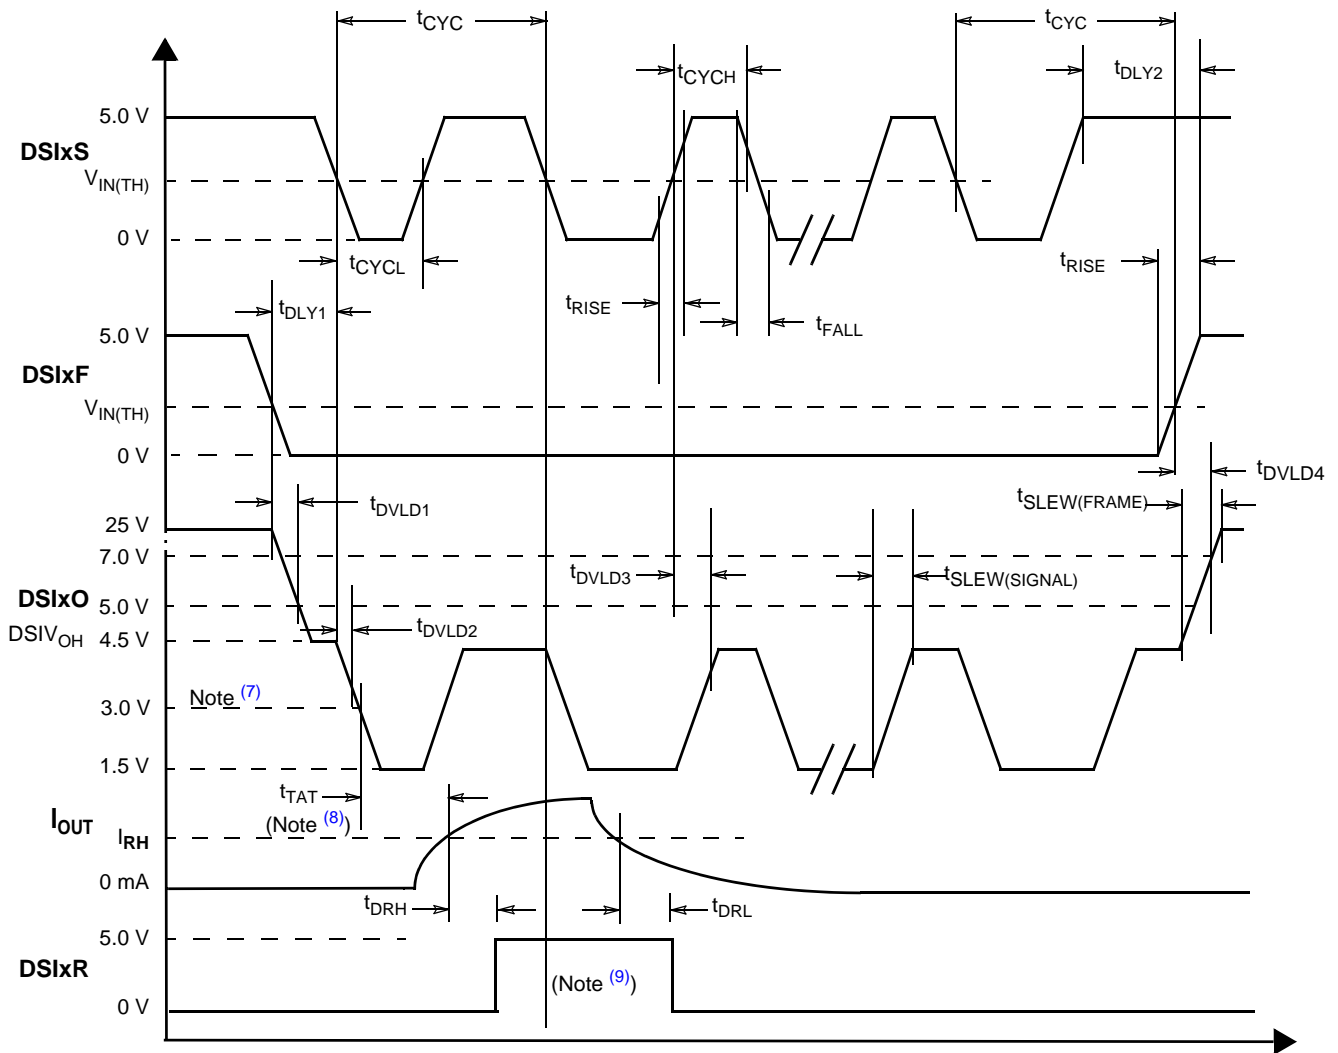 tCYC
tCYC
tCYCH
tDLY2
5.0 V
DSIxS
VIN(TH)
0 V
tCYCL
tRISE
tDLY1
tRISE
tFALL
5.0 V
DSIxF
VIN(TH)
0 V
tDVLD4
tDVLD1
tSLEW(FRAME)
25 V
7.0 V
tDVLD3
tSLEW(SIGNAL)
DSIxO
5.0 V
tDVLD2
DSIVOH
4.5 V
Note (7)
3.0 V
1.5 V
tTAT
(Note (8))
IOUT
IRH
0 mA
tDRH
tDRL
5.0 V
DSIxR
(Note (9))
0 V